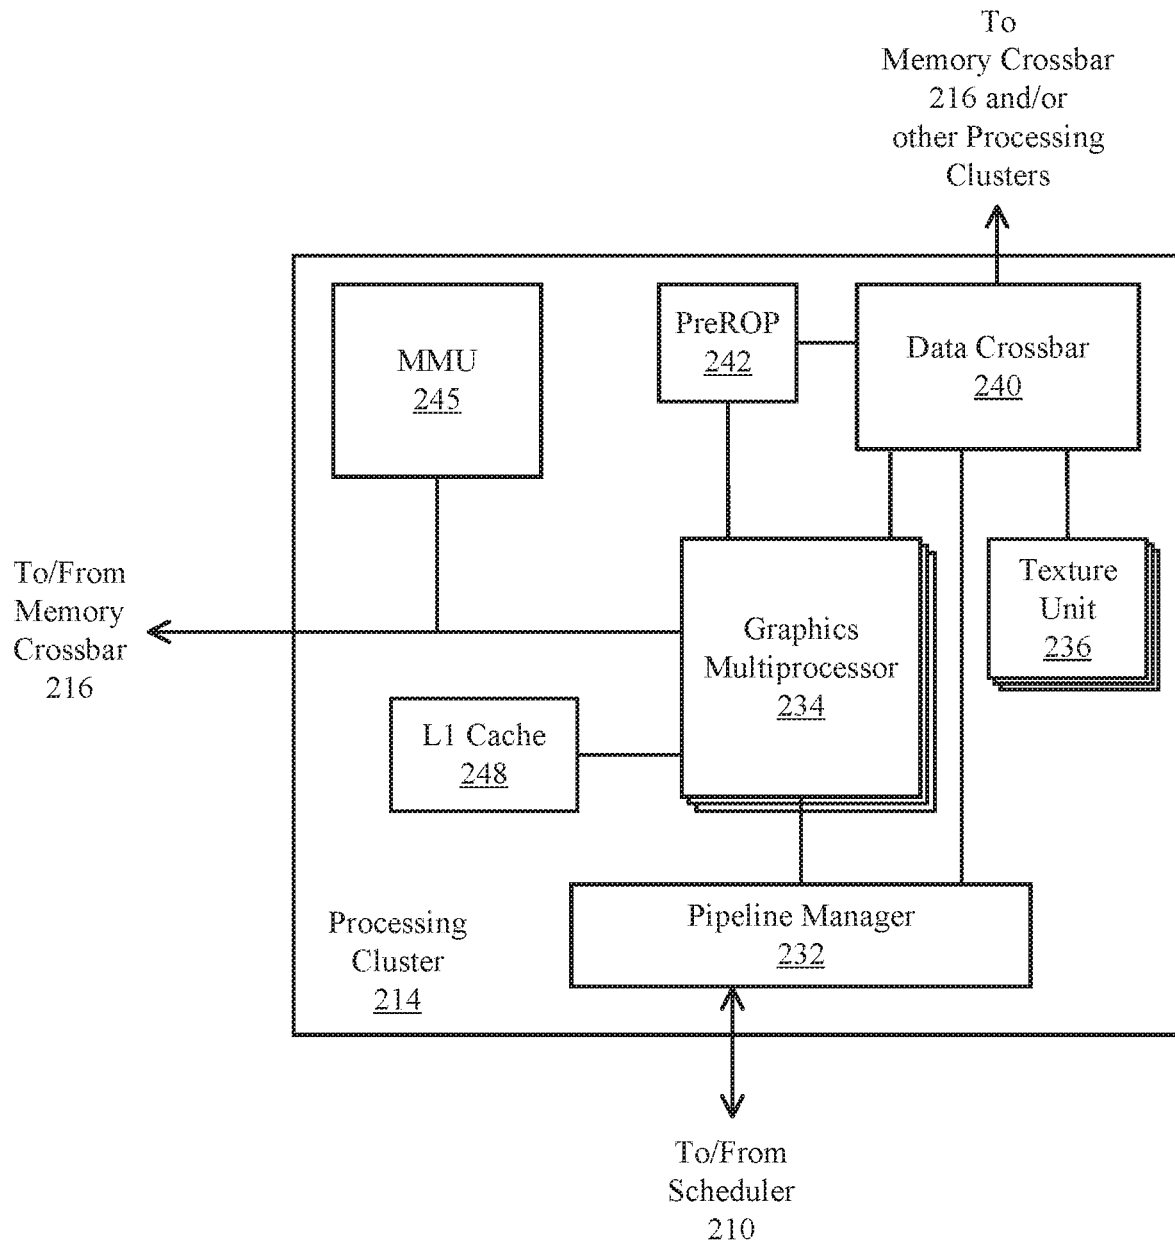 To
Memory Crossbar
216 and/or
other Processing
Clusters
MMU
245
PreROP
242
Data Crossbar
240
To/From
Memory
Crossbar
216
Graphics
Multiprocessor
234
Texture
Unit
236
L1 Cache
248
Processing
Cluster
214
Pipeline Manager
232
To/From
Scheduler
210